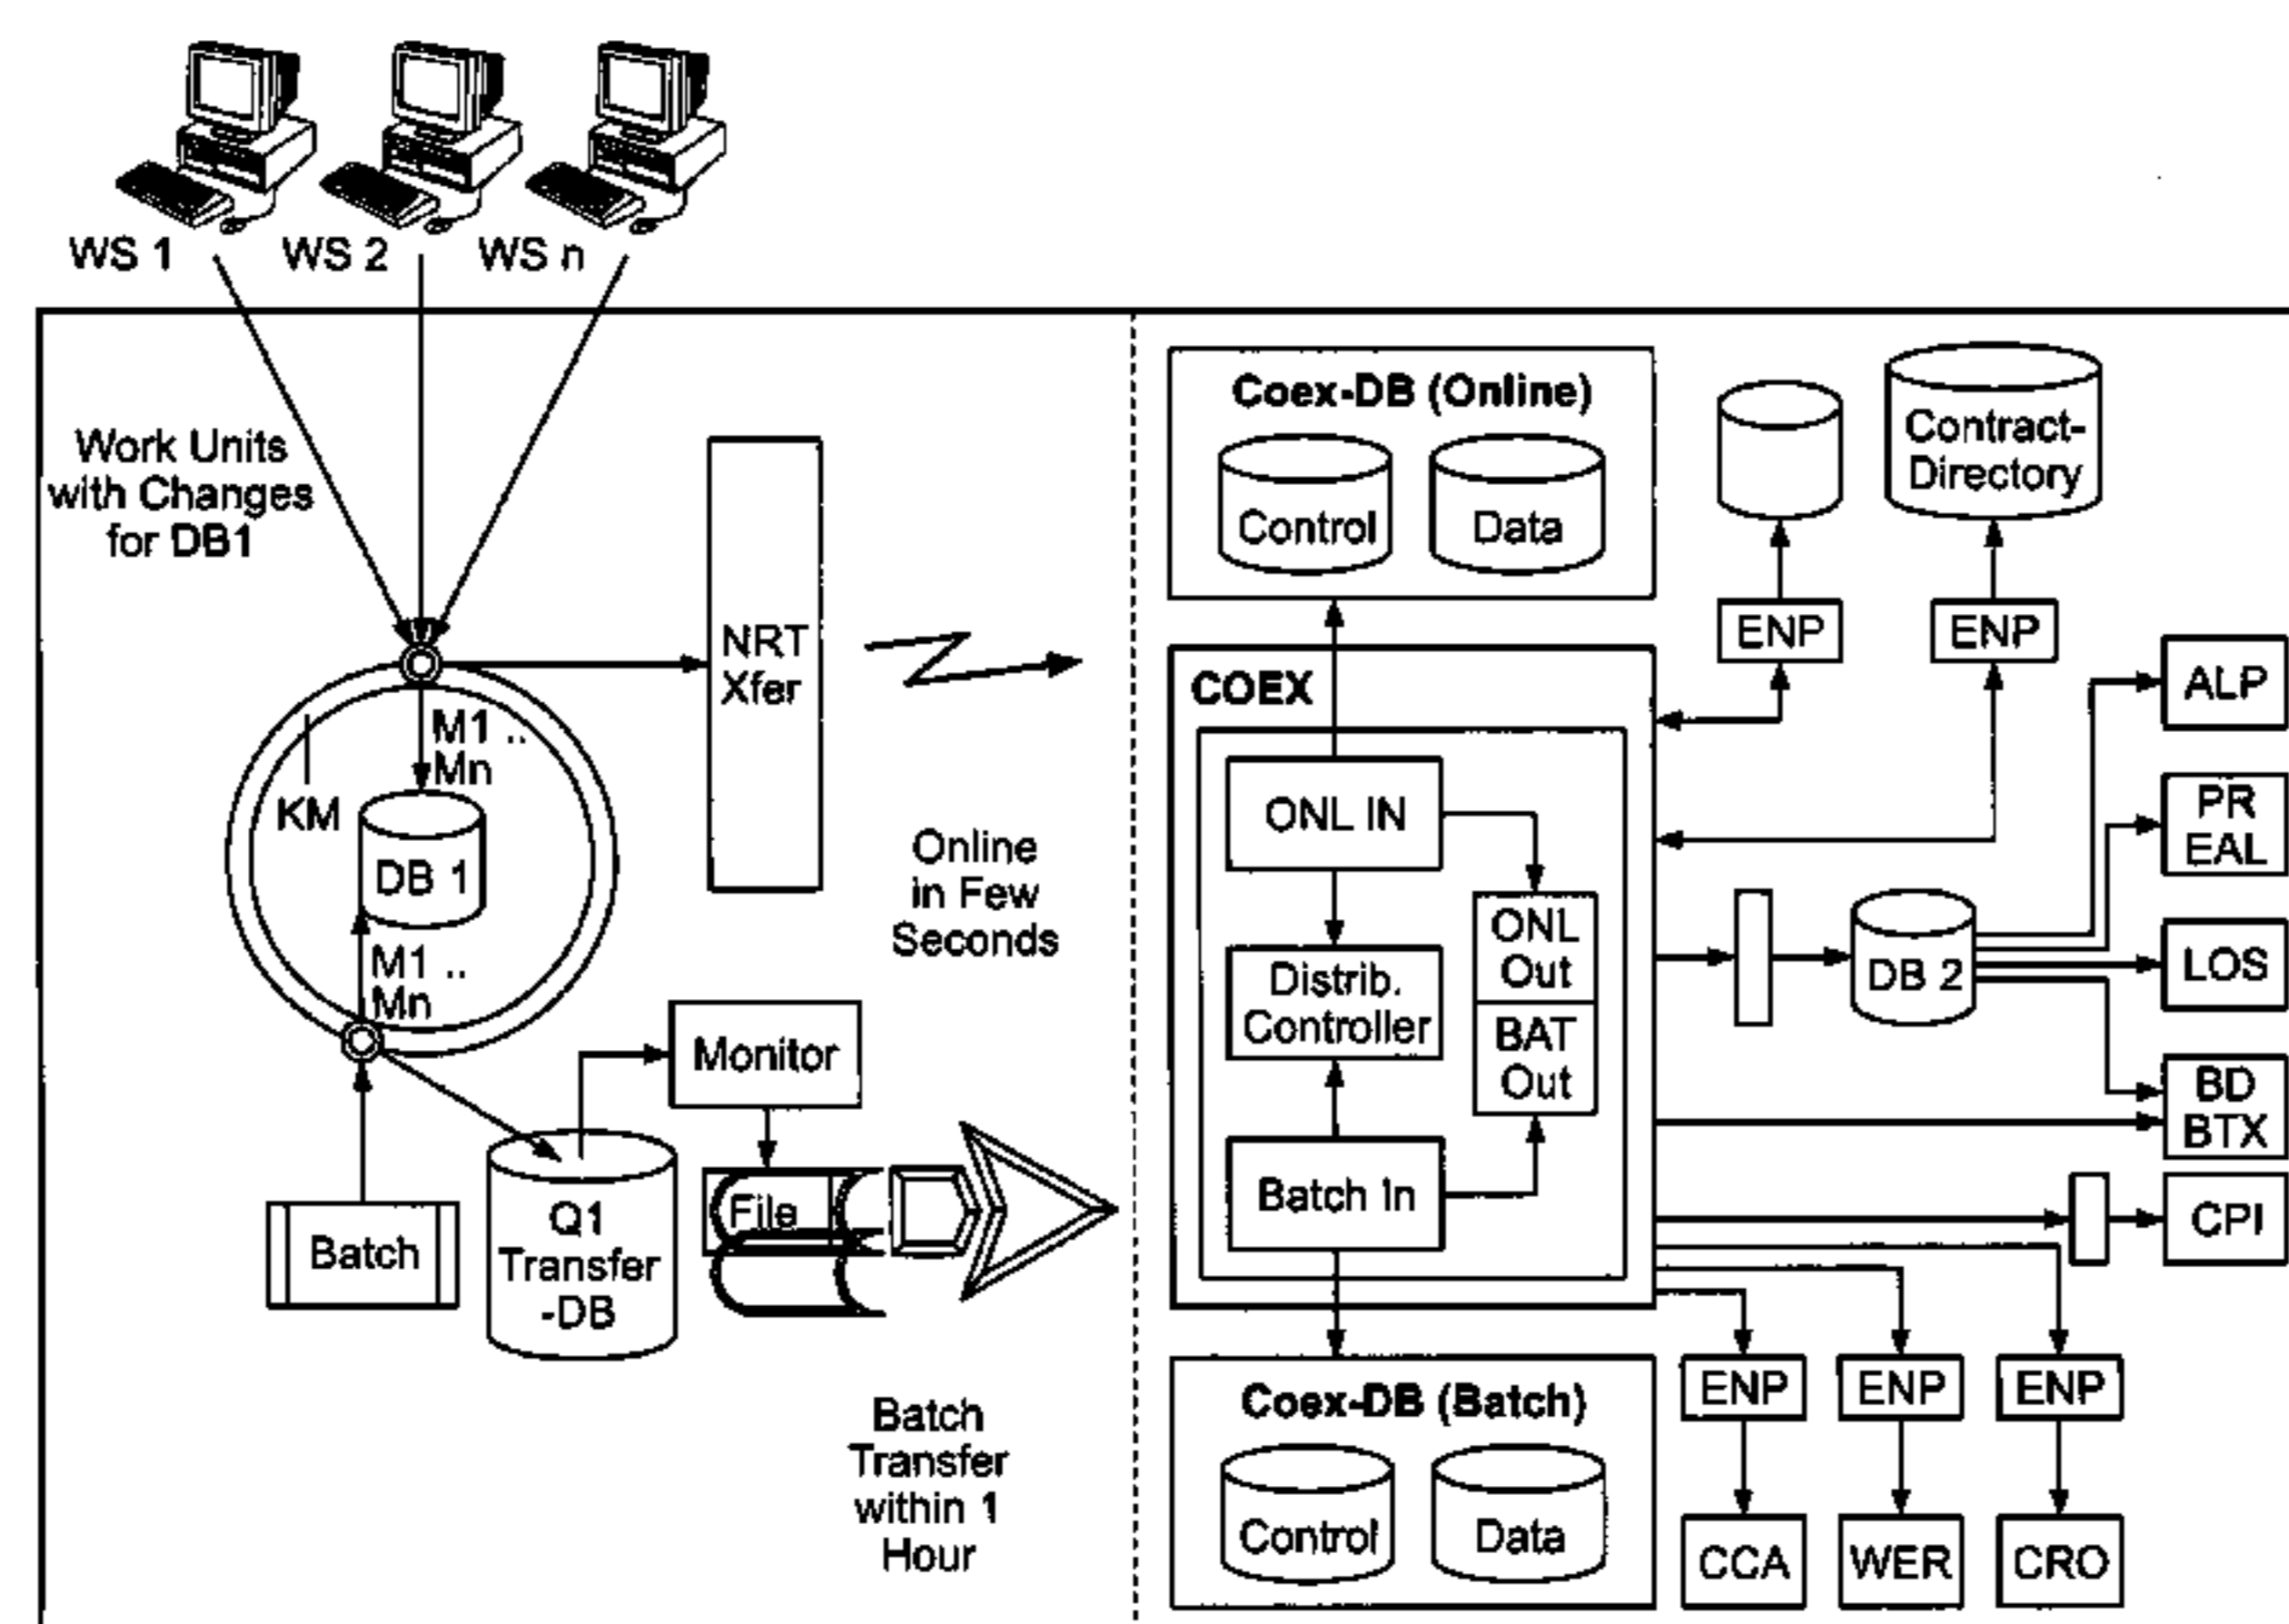 WS 1
WS 2
WS n
Work Units
with Changes
for DB1
NRT
Xfer
M1 ..
Mn
KM
DB 1
M1 ..
Mn
Batch
Q1
Transfer
-DB
Monitor
File
Online
in Few
Seconds
Batch
Transfer
within 1
Hour
Coex-DB (Online)
Control
Data
COEX
ONL IN
Distrib.
Controller
ONL
Out
BAT
Out
Batch In
Coex-DB (Batch)
Control
Data
Contract-
Directory
ENP
ENP
DB 2
ALP
PR
EAL
LOS
BD
BTX
CPI
ENP
ENP
ENP
CCA
WER
CRO